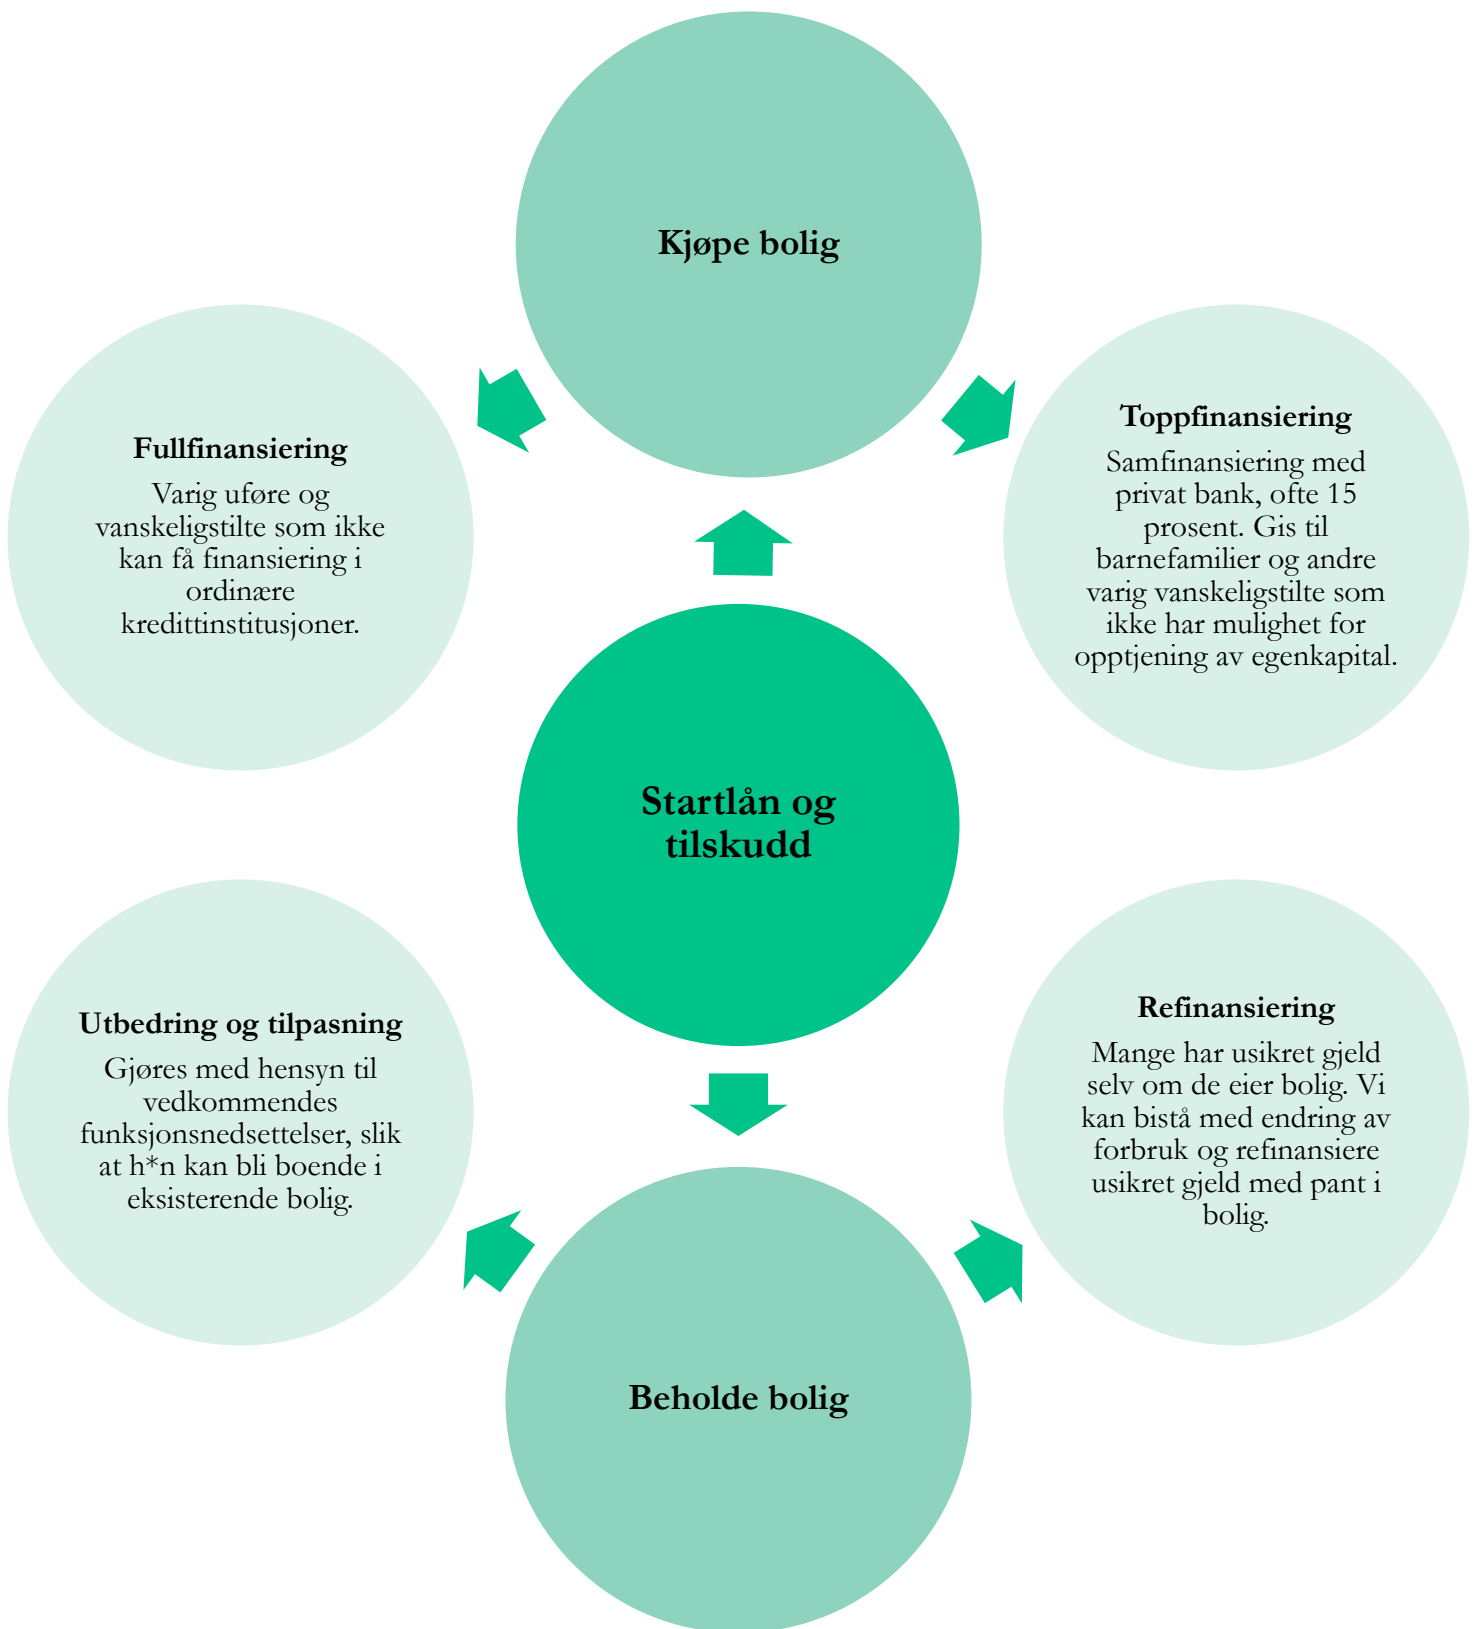 Kjøpe bolig
Fullfinansiering
Varig uføre og
vanskeligstilte som ikke
kan få finansiering i
ordinære
kredittinstitusjoner.
Toppfinansiering
Samfinansiering med
privat bank, ofte 15
prosent. Gis til
barnefamilier og andre
varig vanskeligstilte som
ikke har mulighet for
opptjening av egenkapital.
Startlån og
tilskudd
Utbedring og tilpasning
Gjøres med hensyn til
vedkommendes
funksjonsnedsettelser, slik
at h*n kan bli boende i
eksisterende bolig.
Refinansiering
Mange har usikret gjeld
selv om de eier bolig. Vi
kan bistå med endring av
forbruk og refinansiere
usikret gjeld med pant i
bolig.
Beholde bolig